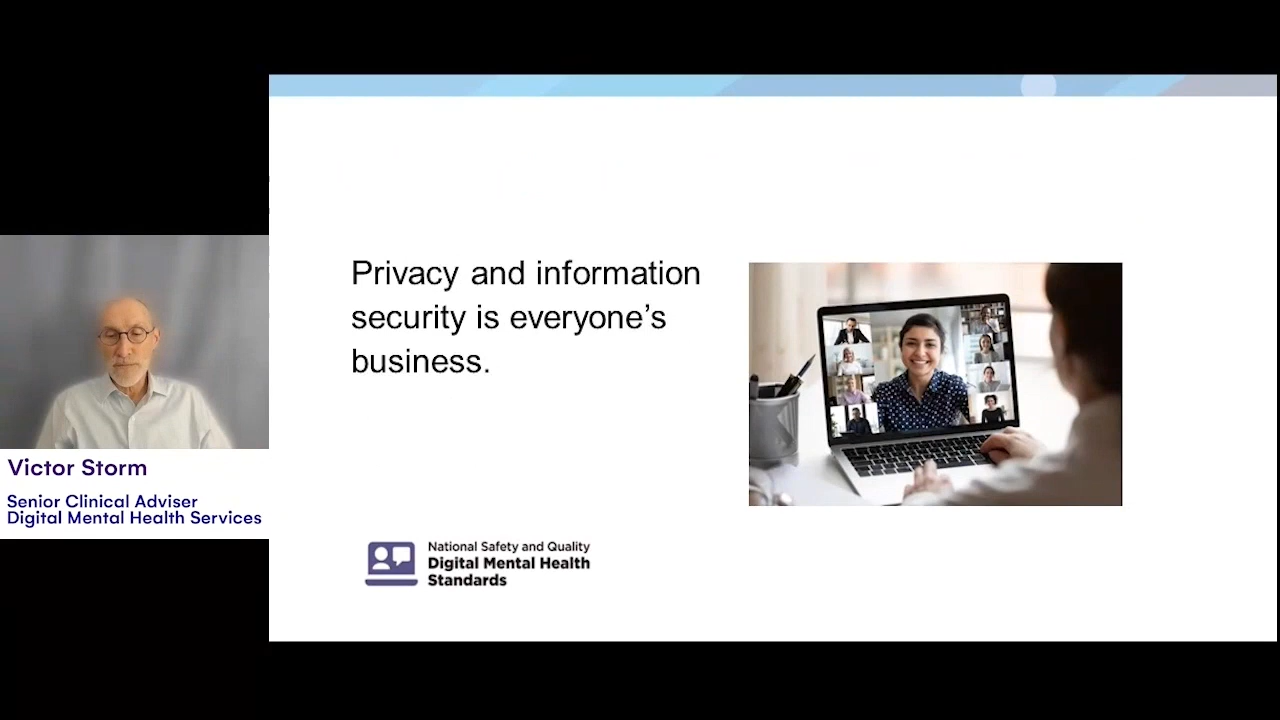 Privacy and information
security is everyone’s
business.
Victor Storm
Senior Clinical Adviser
Digital Mental Health Services
National Safety and Quality
Digital Mental Health
Standards